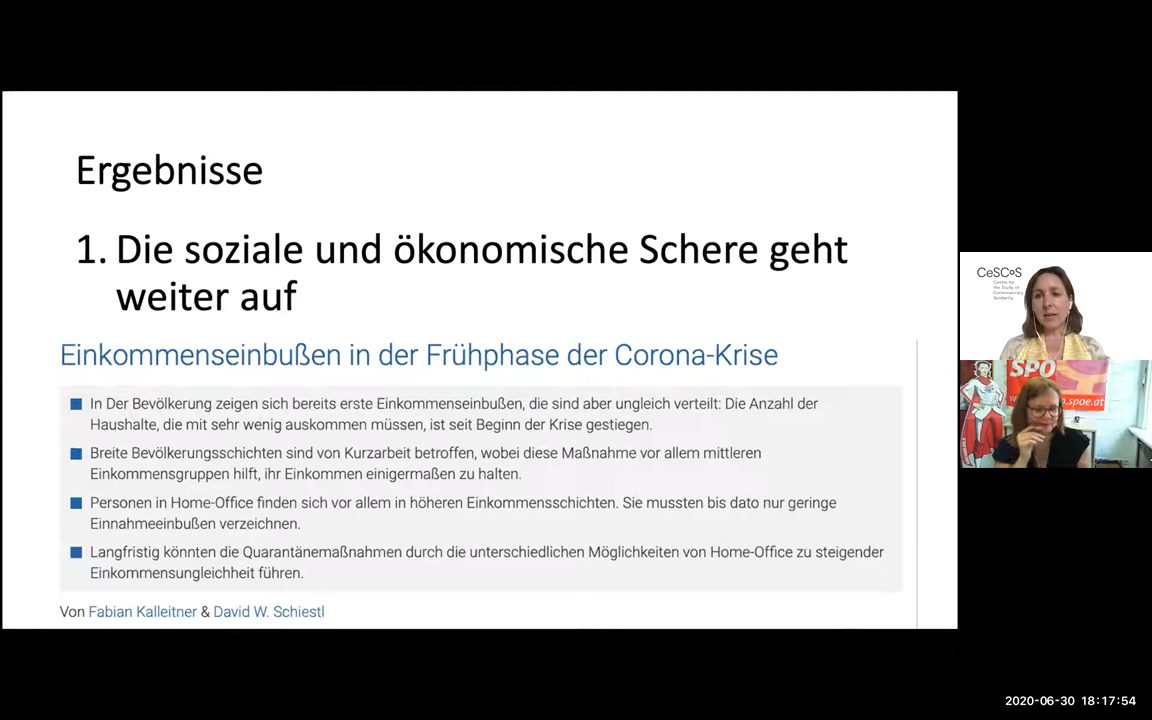 Ergebnisse
1. Die soziale und ökonomische Schere geht
weiter auf
Einkommenseinbußen in der Frühphase der Corona-Krise
In Der Bevölkerung zeigen sich bereits erste Einkommenseinbußen, die sind aber ungleich verteilt: Die Anzahl der
Haushalte, die mit sehr wenig auskommen müssen, ist seit Beginn der Krise gestiegen.
Breite Bevölkerungsschichten sind von Kurzarbeit betroffen, wobei diese Maßnahme vor allem mittleren
Einkommensgruppen hilft, ihr Einkommen einigermaßen zu halten.
Personen in Home-Office finden sich vor allem in höheren Einkommensschichten. Sie mussten bis dato nur geringe
Einnahmeeinbußen verzeichnen.
Langfristig könnten die Quarantänemaßnahmen durch die unterschiedlichen Möglichkeiten von Home-Office zu steigender
Einkommensungleichheit führen.
Von Fabian Kalleitner & David W. Schiestl
CeSCoS
Centre for
the Study of
Contemporary
Solidarity
SPÖ
.spoe.at
2020-06-30 18:17:54